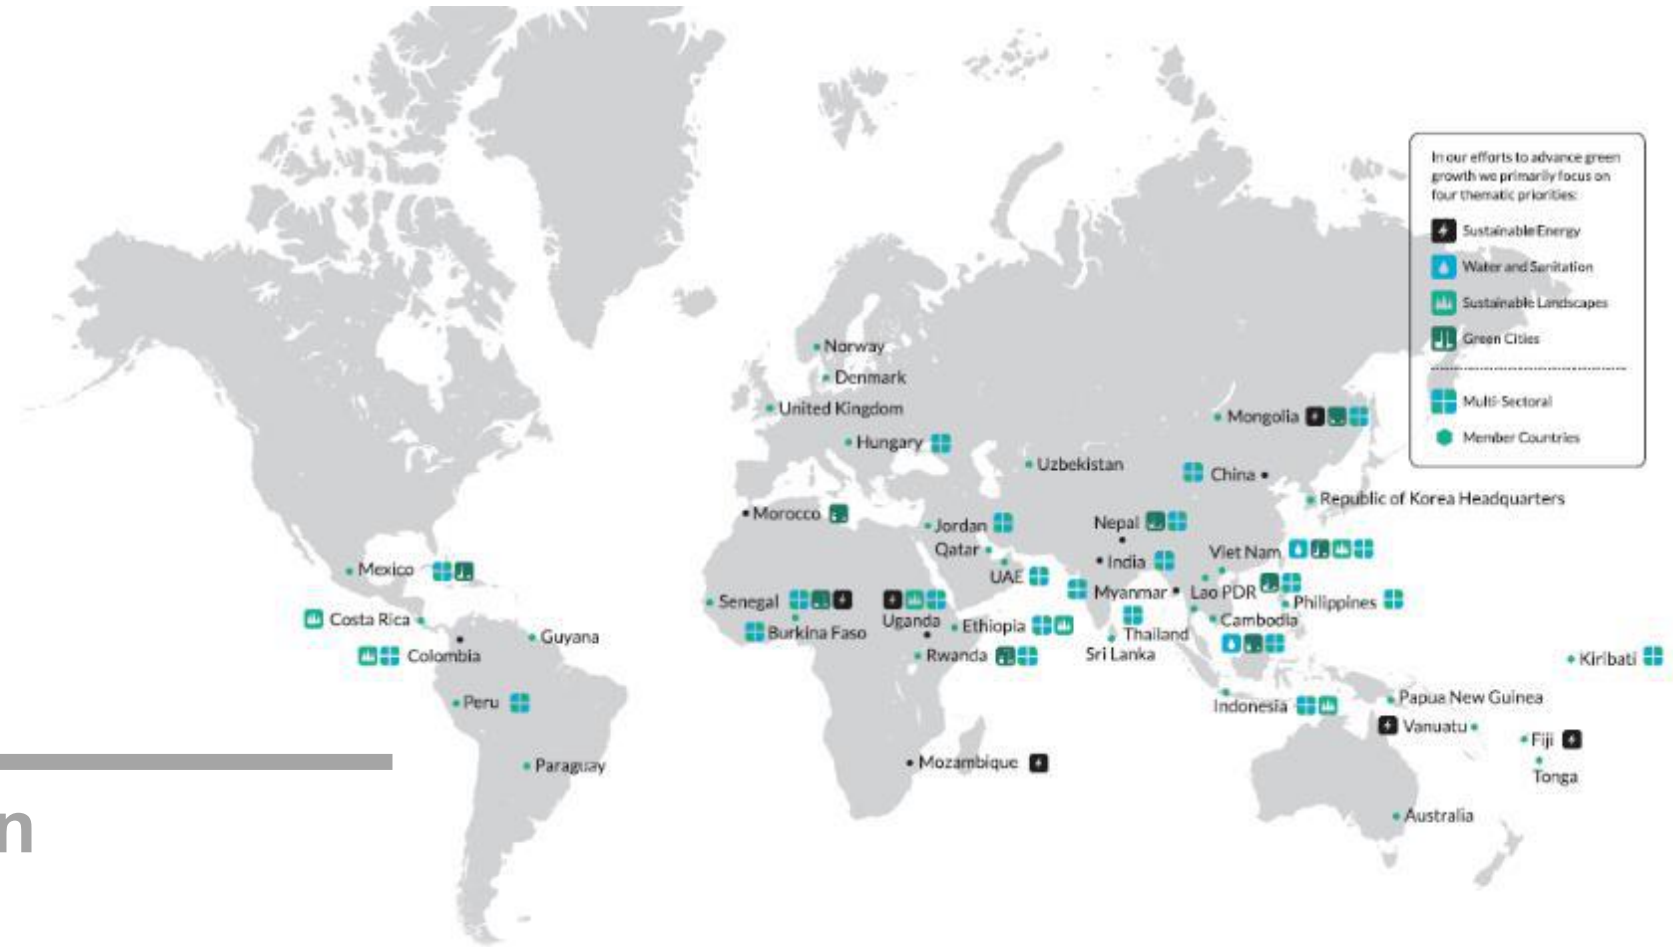 In our efforts to advance green
growth we primarily focus on
four thematic priorities:
Sustainable Energy
Water and Sanitation
Sustainable Landscapes
Green Cities
Multi-Sectoral
Member Countries
Norway
Denmark
United Kingdom
Hungary
Mongolia
Uzbekistan
China
Republic of Korea Headquarters
Morocco
Jordan
Nepal
Qatar
India
Viet Nam
UAE
Mexico
Myanmar
Lao PDR
Philippines
Senegal
Costa Rica
Burkina Faso
Uganda
Ethiopia
Cambodia
Thailand
Guyana
Colombia
Rwanda
Sri Lanka
Kiribati
Peru
Indonesia
Papua New Guinea
Vanuatu
Fiji
Paraguay
Mozambique
Tonga
Australia
n